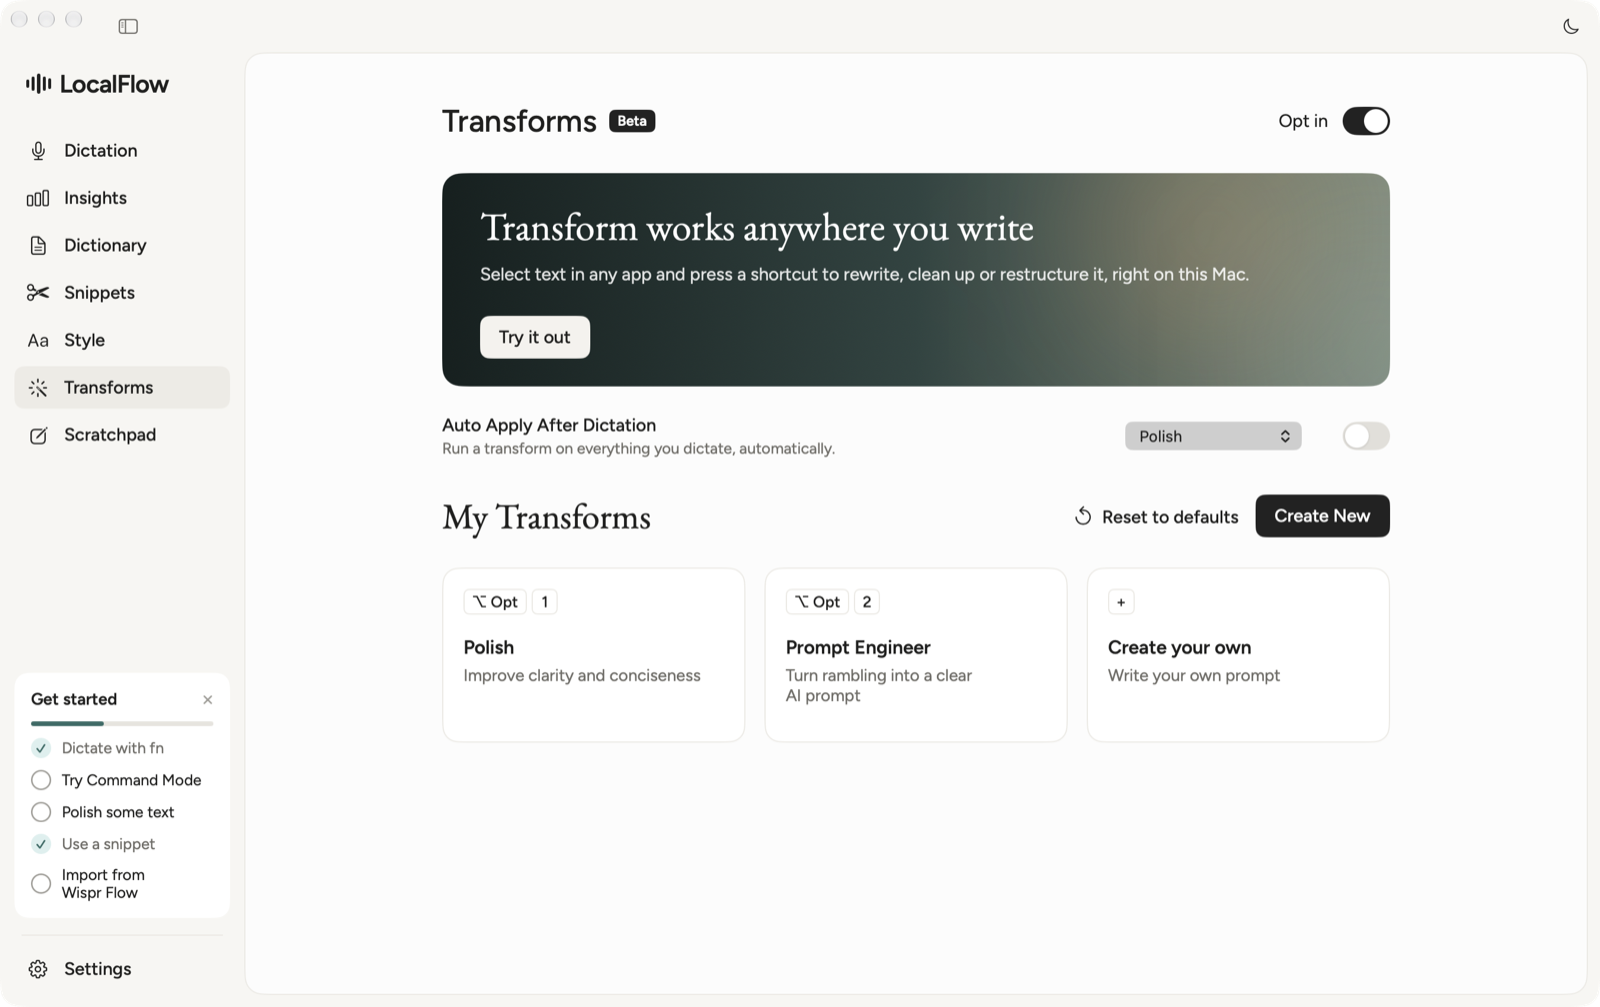 LocalFlow
Dictation
Insights
Dictionary
Snippets
Aa Style
Transforms
Scratchpad
Get started
Dictate with fn
Try Command Mode
Polish some text
Use a snippet
Import from
Wispr Flow
Settings
Transforms Beta
Opt in
Transform works anywhere you write
Select text in any app and press a shortcut to rewrite, clean up or restructure it, right on this Mac.
Try it out
Auto Apply After Dictation
Run a transform on everything you dictate, automatically.
Polish
My Transforms
Reset to defaults
Create New
⌥ Opt 1
Polish
Improve clarity and conciseness
⌥ Opt 2
Prompt Engineer
Turn rambling into a clear
AI prompt
+
Create your own
Write your own prompt